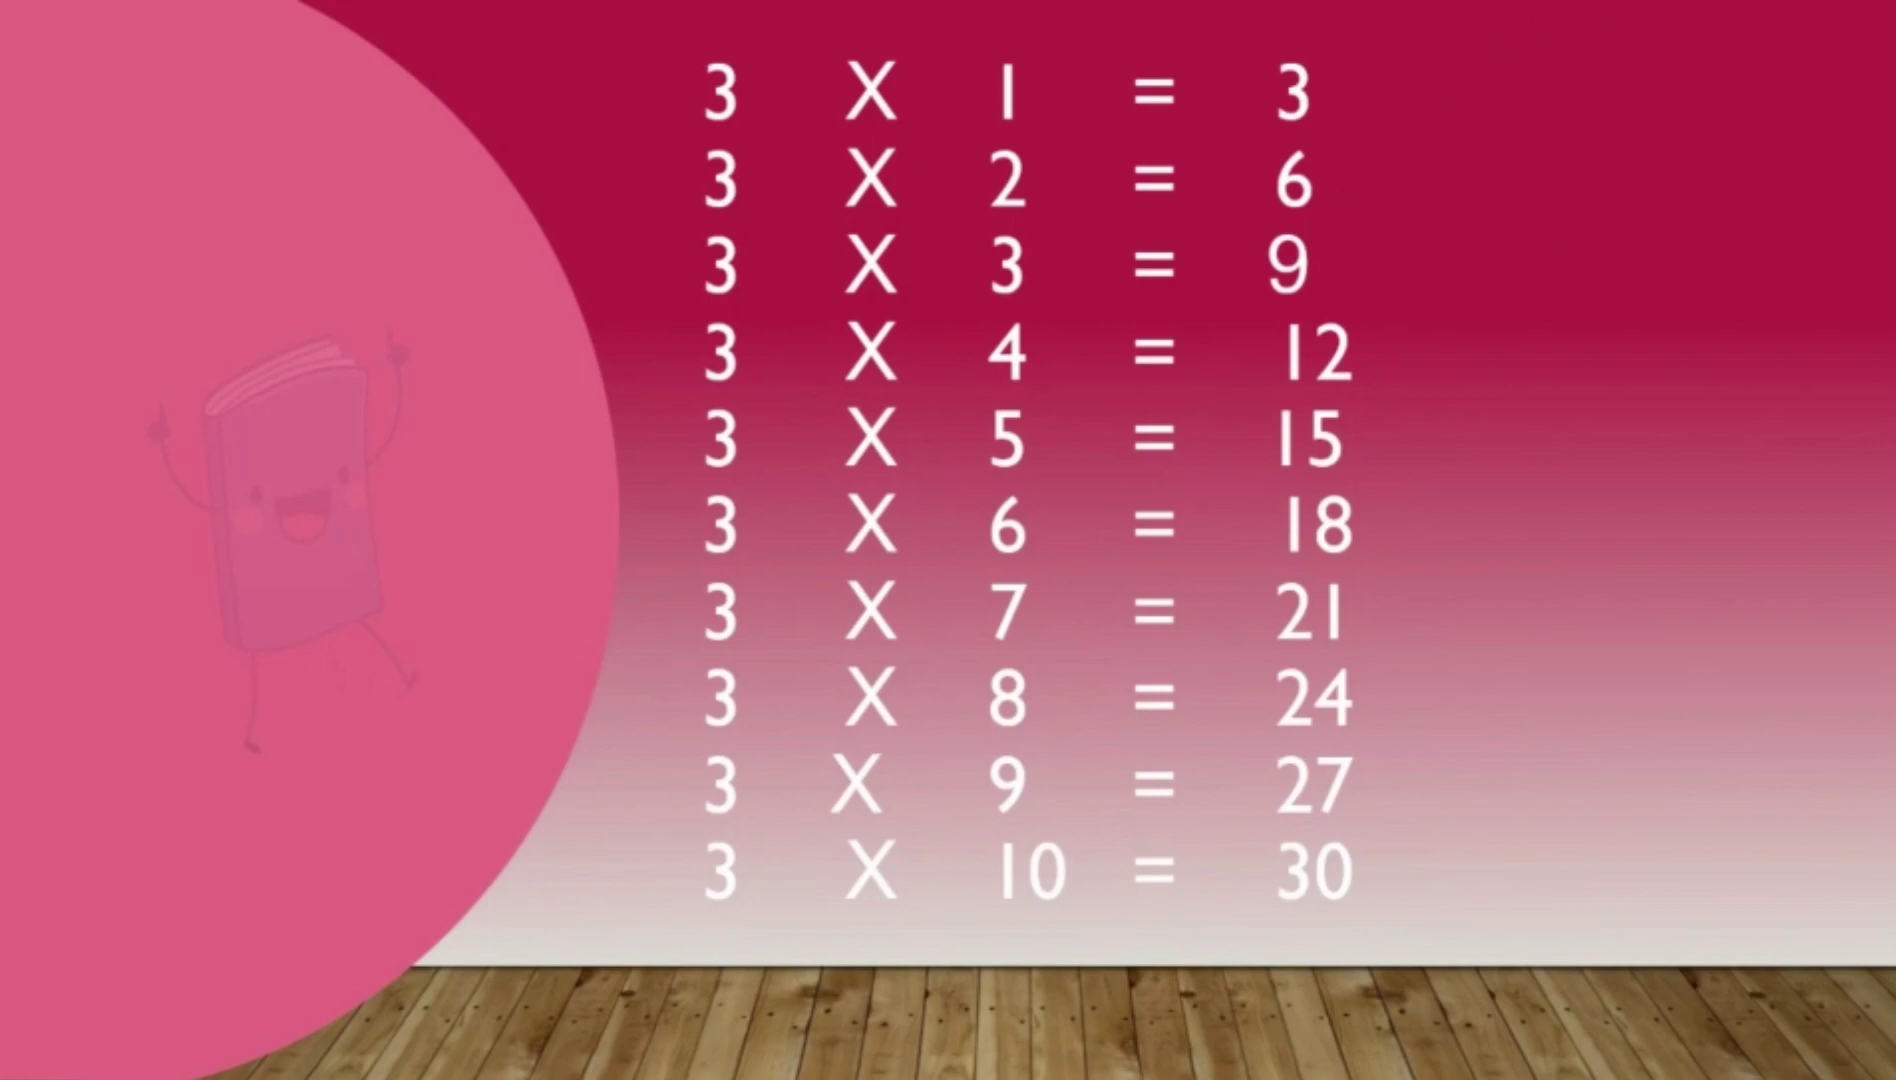 3 X 1 = 3
3 X 2 = 6
3 X 3 = 9
3 X 4 = 12
3 X 5 = 15
3 X 6 = 18
3 X 7 = 21
3 X 8 = 24
3 X 9 = 27
3 X 10 = 30